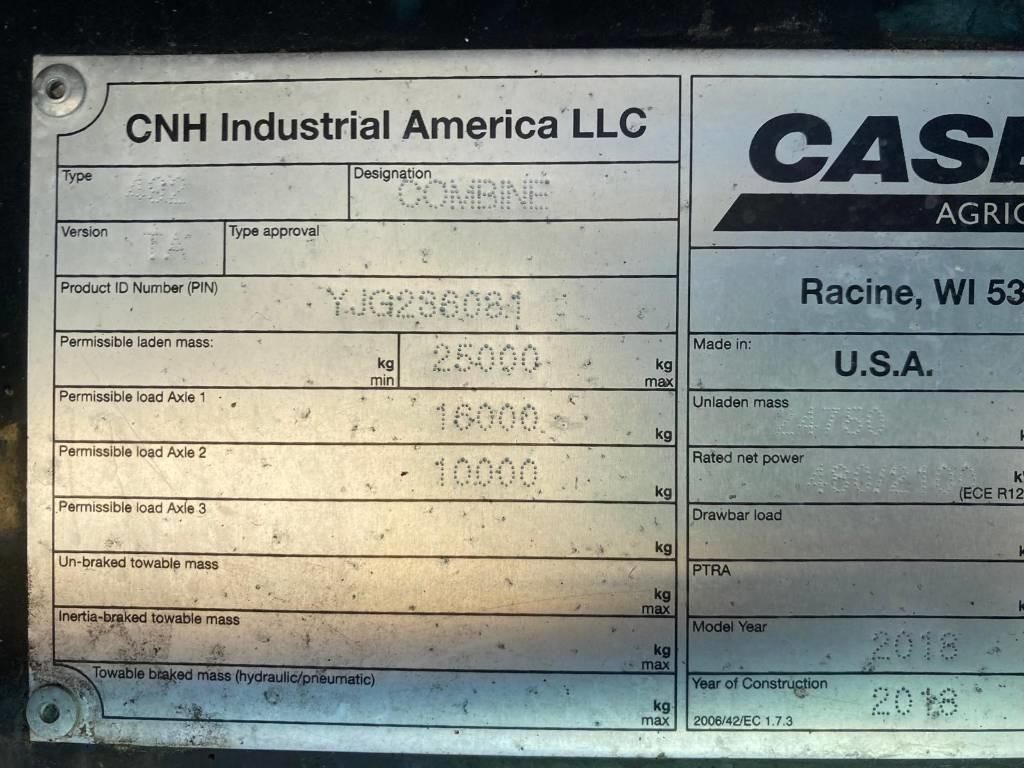 CNH Industrial America LLC
Type 402
Designation COMBINE
Version TA
Type approval
Product ID Number (PIN) YJG236081
Permissible laden mass: kg min 25000 kg max
Permissible load Axle 1 16000 kg
Permissible load Axle 2 10000 kg
Permissible load Axle 3 kg
Un-braked towable mass kg max
Inertia-braked towable mass kg max
Towable braked mass (hydraulic/pneumatic) kg max
CASE
AGRIC
Racine, WI 53
Made in: U.S.A.
Unladen mass 24780
Rated net power
(ECE R12
Drawbar load
PTRA
Model Year 2018
Year of Construction 2018
2006/42/EC 1.7.3